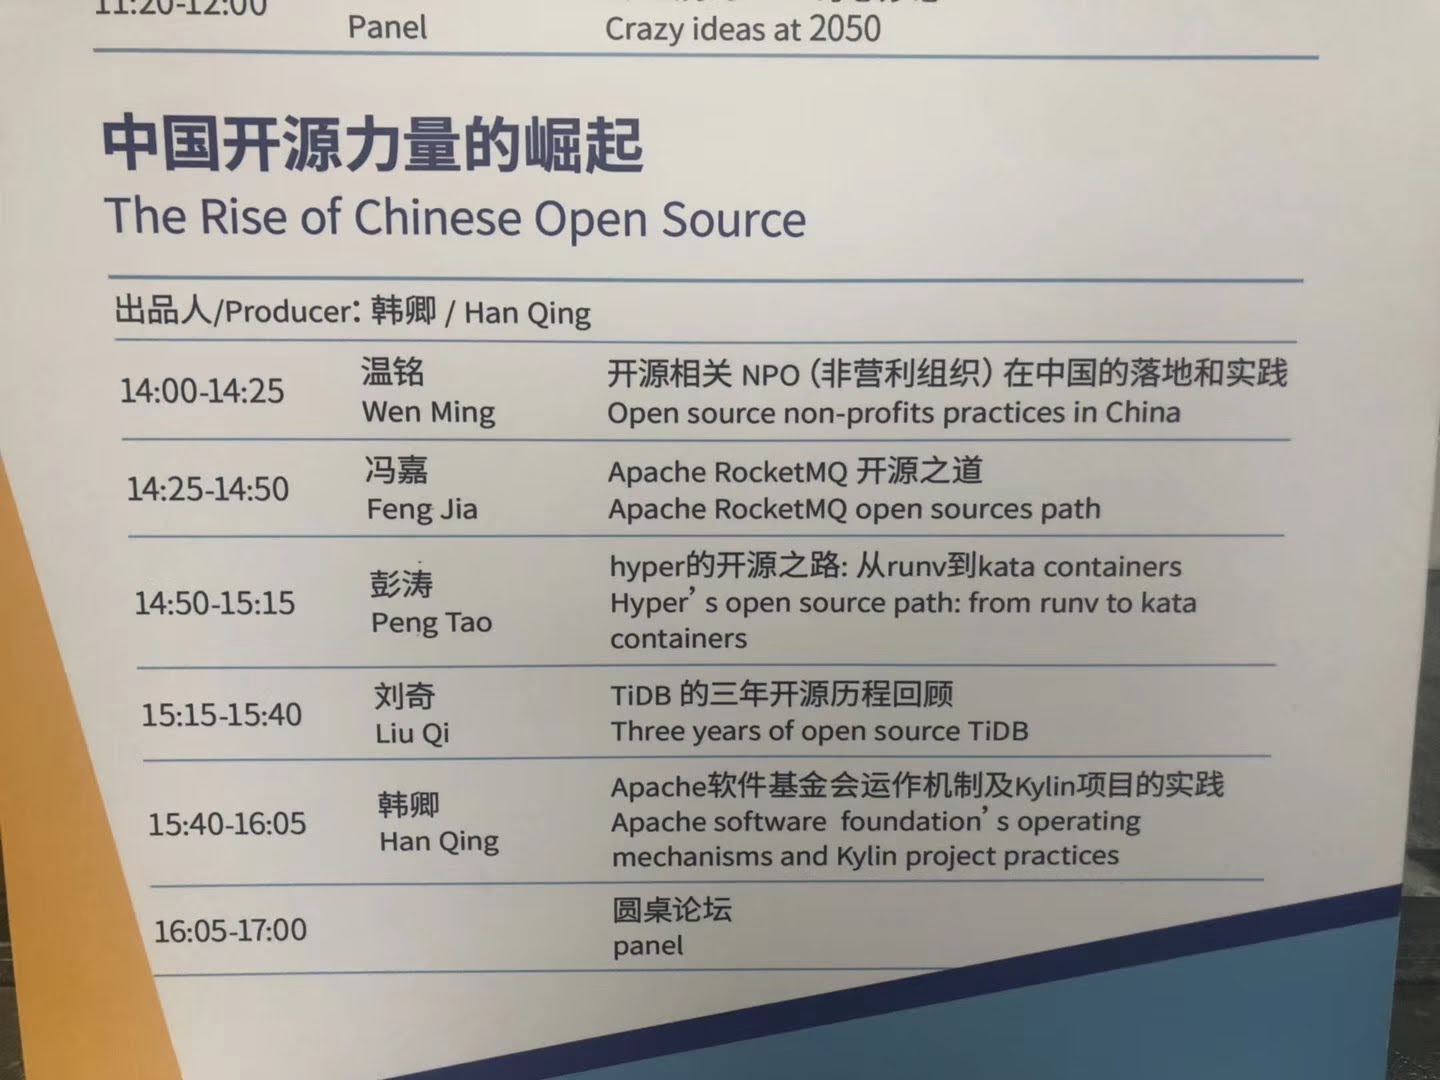 11:20-12:00
Panel
Crazy ideas at 2050
中国开源力量的崛起
The Rise of Chinese Open Source
出品人/Producer: 韩卿 / Han Qing
14:00-14:25
温铭
Wen Ming
开源相关 NPO（非营利组织）在中国的落地和实践
Open source non-profits practices in China
14:25-14:50
冯嘉
Feng Jia
Apache RocketMQ 开源之道
Apache RocketMQ open sources path
14:50-15:15
彭涛
Peng Tao
hyper的开源之路: 从runv到kata containers
Hyper’s open source path: from runv to kata
containers
15:15-15:40
刘奇
Liu Qi
TiDB 的三年开源历程回顾
Three years of open source TiDB
15:40-16:05
韩卿
Han Qing
Apache软件基金会运作机制及Kylin项目的实践
Apache software foundation’s operating
mechanisms and Kylin project practices
16:05-17:00
圆桌论坛
panel